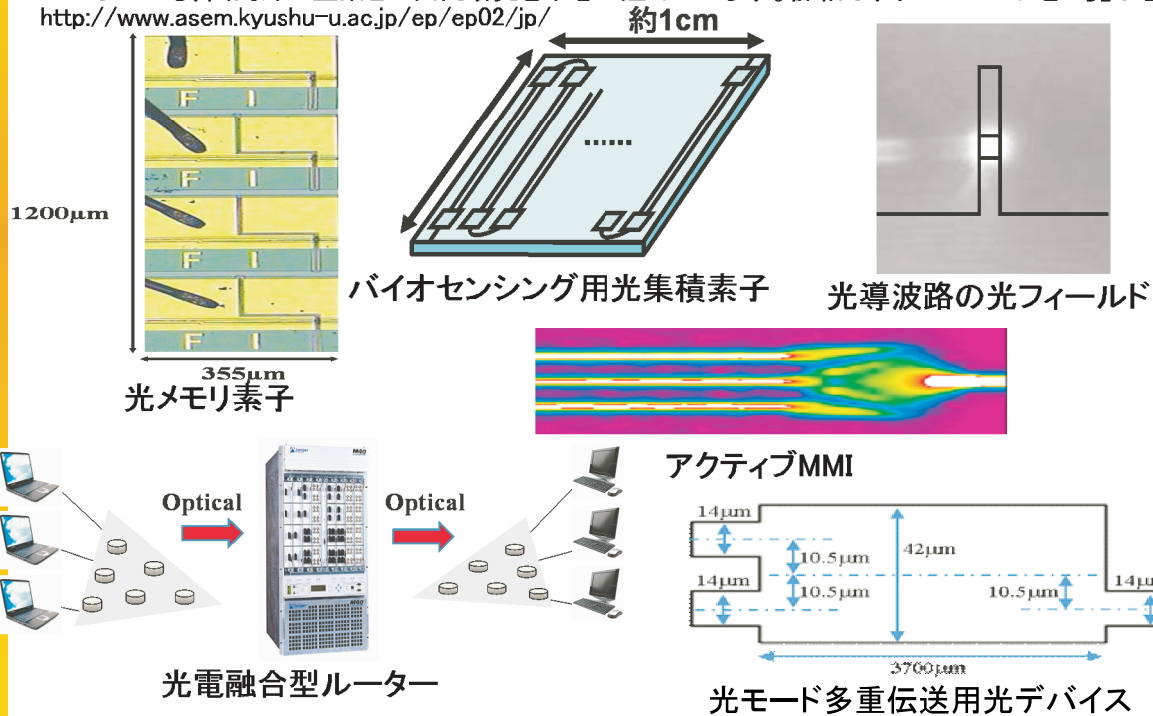 http://www.asem.kyushu-u.ac.jp/ep/ep02/jp/
約1cm
F I
F I
F I
F I
1200μm
355μm
光メモリ素子
......
バイオセンシング用光集積素子
光導波路の光フィールド
アクティブMMI
Optical
Optical
M40
M40
光電融合型ルーター
14μm
10.5μm
42μm
14μm
10.5μm
10.5μm
14μ
3700μm
光モード多重伝送用光デバイス